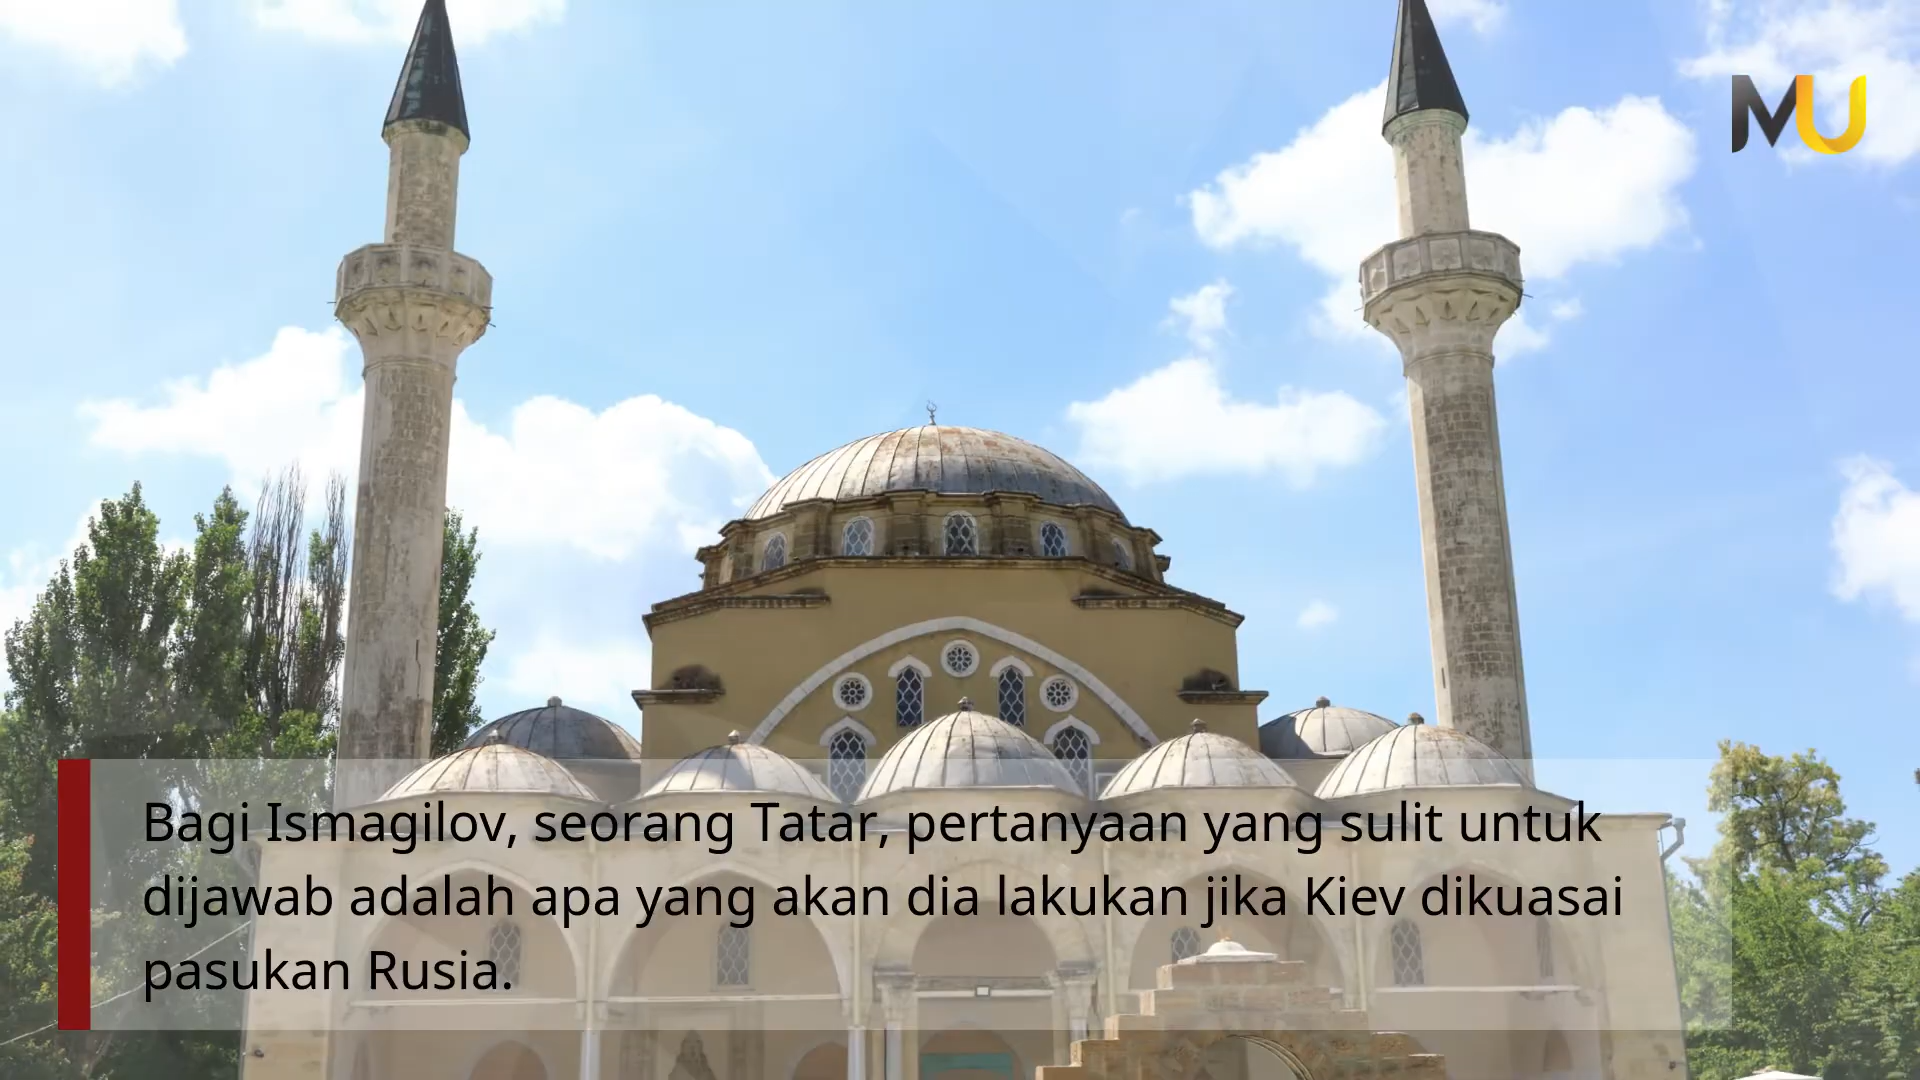 MU
Bagi Ismagilov, seorang Tatar, pertanyaan yang sulit untuk
dijawab adalah apa yang akan dia lakukan jika Kiev dikuasai
pasukan Rusia.